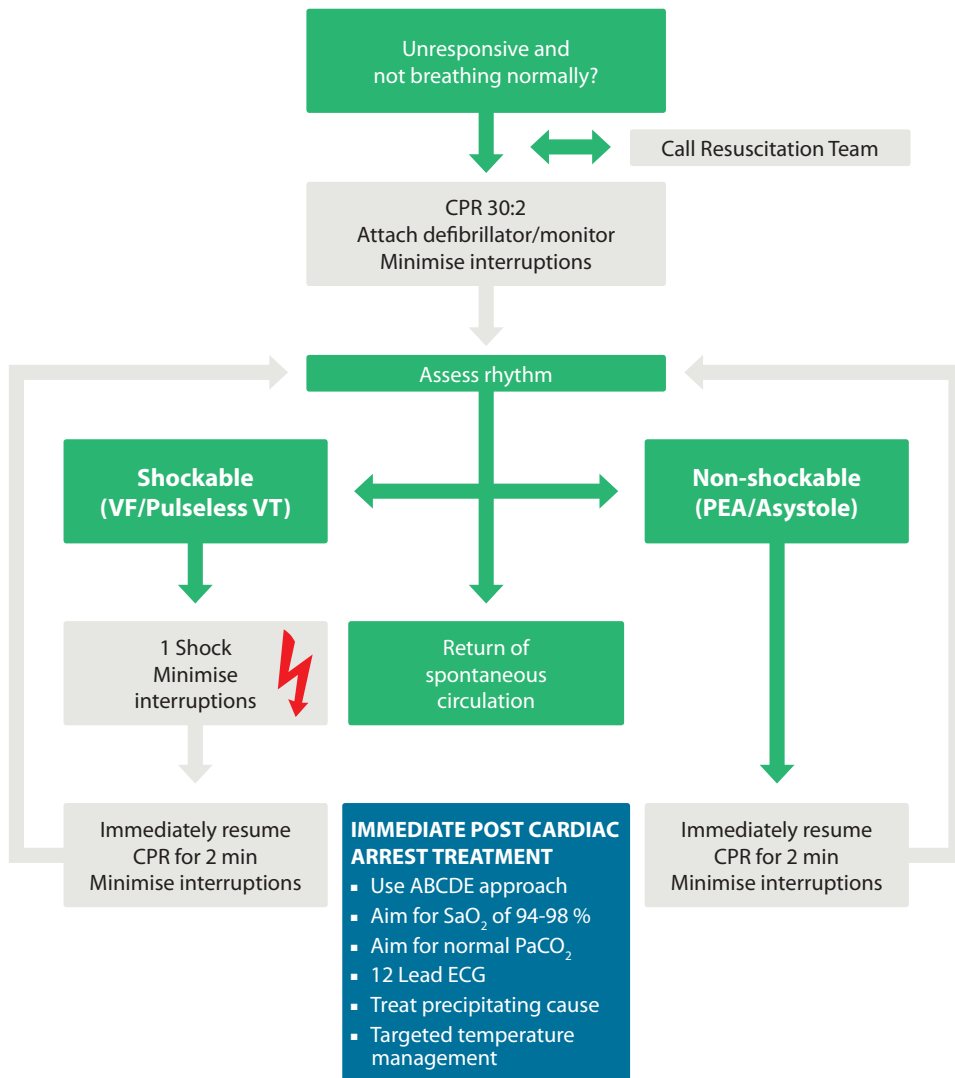 Unresponsive and
not breathing normally?
Call Resuscitation Team
CPR 30:2
Attach defibrillator/monitor
Minimise interruptions
Assess rhythm
Shockable
(VF/Pulseless VT)
Non-shockable
(PEA/Asystole)
1 Shock
Minimise
interruptions
Return of
spontaneous
circulation
Immediately resume
CPR for 2 min
Minimise interruptions
IMMEDIATE POST CARDIAC
ARREST TREATMENT
▪ Use ABCDE approach
▪ Aim for SaO₂ of 94-98 %
▪ Aim for normal PaCO₂
▪ 12 Lead ECG
▪ Treat precipitating cause
▪ Targeted temperature
management
Immediately resume
CPR for 2 min
Minimise interruptions